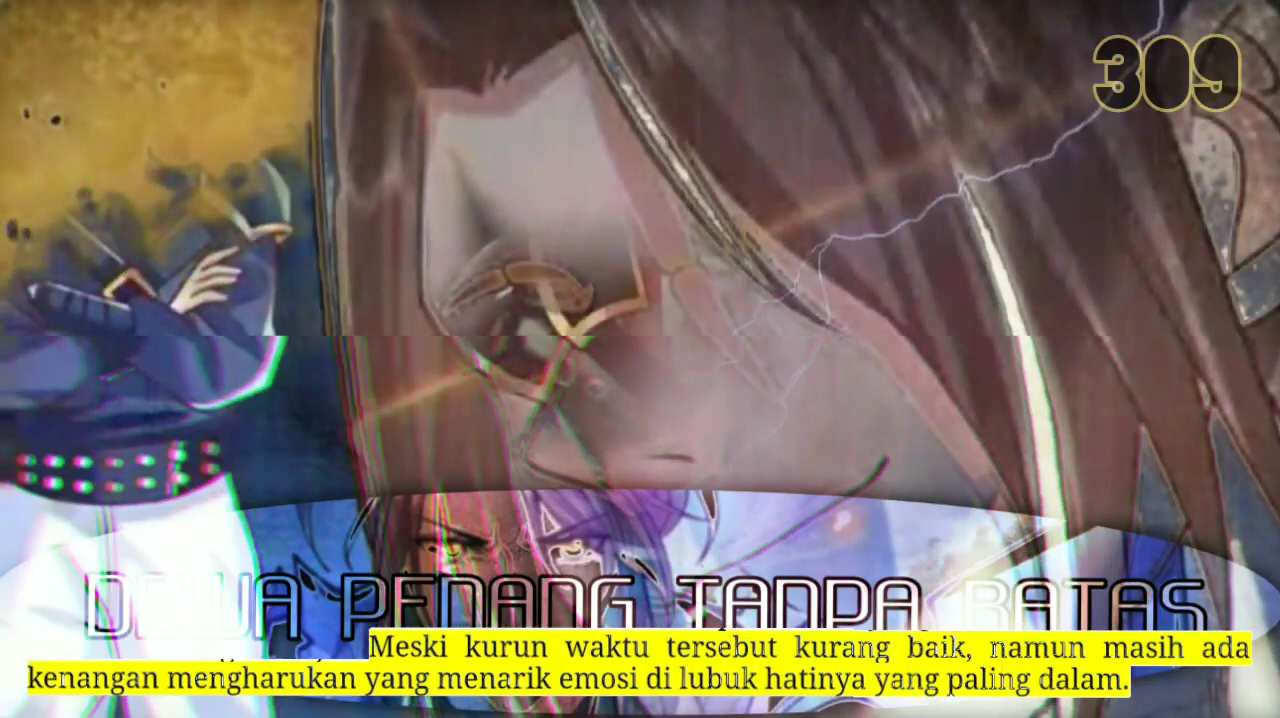 309
DEWA PENANG TANPA BATAS
Meski kurun waktu tersebut kurang baik, namun masih ada
kenangan mengharukan yang menarik emosi di lubuk hatinya yang paling dalam.